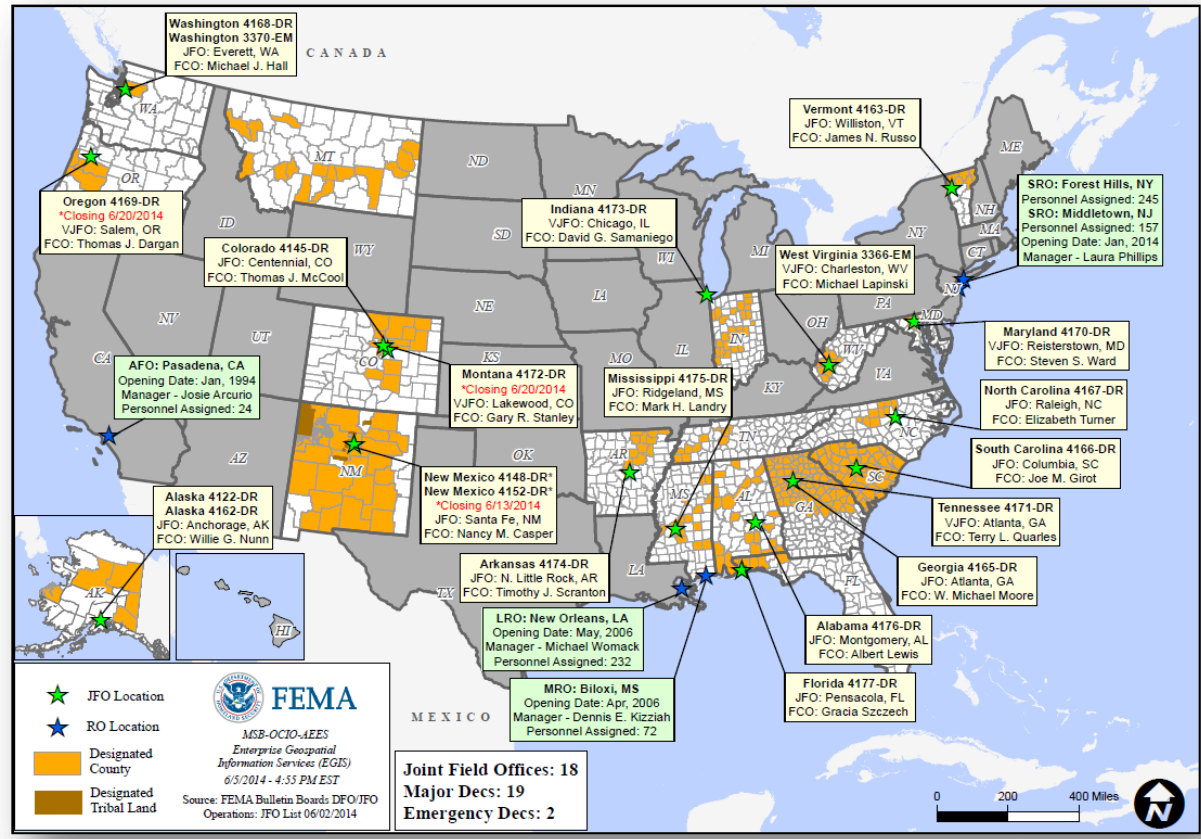 Washington 4168-DR
Washington 3370-EM
JFO: Everett, WA
FCO: Michael J. Hall
CANADA
Vermont 4163-DR
JFO: Williston, VT
FCO: James N. Russo
SRO: Forest Hills, NY
Personnel Assigned: 245
SRO: Middletown, NJ
Personnel Assigned: 157
Opening Date: Jan, 2014
Manager - Laura Phillips
Oregon 4169-DR
*Closing 6/20/2014
VJFO: Salem, OR
FCO: Thomas J. Dargan
Colorado 4145-DR
JFO: Centennial, CO
FCO: Thomas J. McCool
Indiana 4173-DR
VJFO: Chicago, IL
FCO: David G. Samaniego
West Virginia 3366-EM
VJFO: Charleston, WV
FCO: Michael Lapinski
Maryland 4170-DR
VJFO: Reisterstown, MD
FCO: Steven S. Ward
AFO: Pasadena, CA
Opening Date: Jan, 1994
Manager - Josie Arcurio
Personnel Assigned: 24
Montana 4172-DR
*Closing 6/20/2014
VJFO: Lakewood, CO
FCO: Gary R. Stanley
Mississippi 4175-DR
JFO: Ridgeland, MS
FCO: Mark H. Landry
North Carolina 4167-DR
JFO: Raleigh, NC
FCO: Elizabeth Turner
South Carolina 4166-DR
JFO: Columbia, SC
FCO: Joe M. Girot
Alaska 4122-DR
Alaska 4162-DR
JFO: Anchorage, AK
FCO: Willie G. Nunn
New Mexico 4148-DR*
New Mexico 4152-DR*
*Closing 6/13/2014
JFO: Santa Fe, NM
FCO: Nancy M. Casper
Tennessee 4171-DR
VJFO: Atlanta, GA
FCO: Terry L. Quarles
Arkansas 4174-DR
JFO: N. Little Rock, AR
FCO: Timothy J. Scranton
Georgia 4165-DR
JFO: Atlanta, GA
FCO: W. Michael Moore
LRO: New Orleans, LA
Opening Date: May, 2006
Manager - Michael Womack
Personnel Assigned: 232
Alabama 4176-DR
JFO: Montgomery, AL
FCO: Albert Lewis
MRO: Biloxi, MS
Opening Date: Apr, 2006
Manager - Dennis E. Kizziah
Personnel Assigned: 72
Florida 4177-DR
JFO: Pensacola, FL
FCO: Gracia Szczech
WA
OR
MT
ID
WY
ND
SD
NE
MN
WI
MI
IA
NV
UT
CA
CO
KS
MO
IL
IN
OH
KY
WV
VA
PA
NY
ME
NH
MA
CT
NJ
MD
AZ
NM
OK
TX
AR
LA
MS
TN
AL
GA
NC
SC
FL
AK
HI
MEXICO
JFO Location
RO Location
Designated
County
Designated
Tribal Land
U.S. DEPARTMENT OF
HOMELAND SECURITY
FEMA
MSB-OCIO-AEES
Enterprise Geospatial
Information Services (EGIS)
6/5/2014 - 4:55 PM EST
Source: FEMA Bulletin Boards DFO/JFO
Operations: JFO List 06/02/2014
Joint Field Offices: 18
Major Decs: 19
Emergency Decs: 2
0 200 400 Miles
N